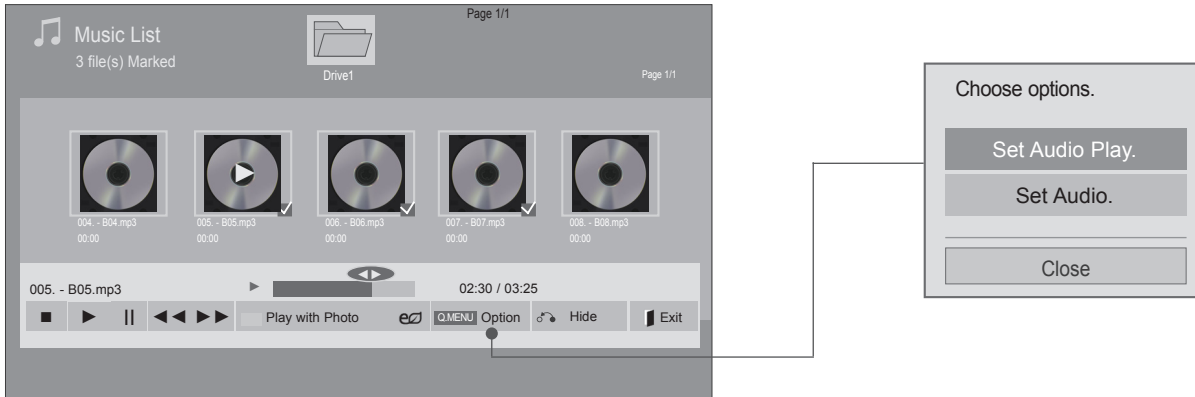 Page 1/1
Music List
3 file(s) Marked
Drive1
Page 1/1
004. - B04.mp3
00:00
005. - B05.mp3
00:00
006. - B06.mp3
00:00
007. - B07.mp3
00:00
008. - B08.mp3
00:00
005. - B05.mp3
02:30 / 03:25
Play with Photo
Q.MENU Option
Hide
Exit
Choose options.
Set Audio Play.
Set Audio.
Close